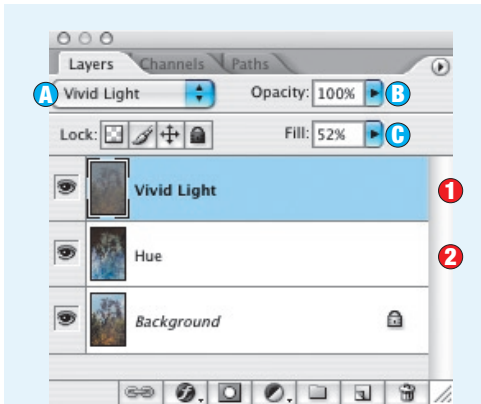 Layers Channels Paths
A Vivid Light Opacity: 100% B
Lock: Fill: 52% C
Vivid Light 1
Hue 2
Background